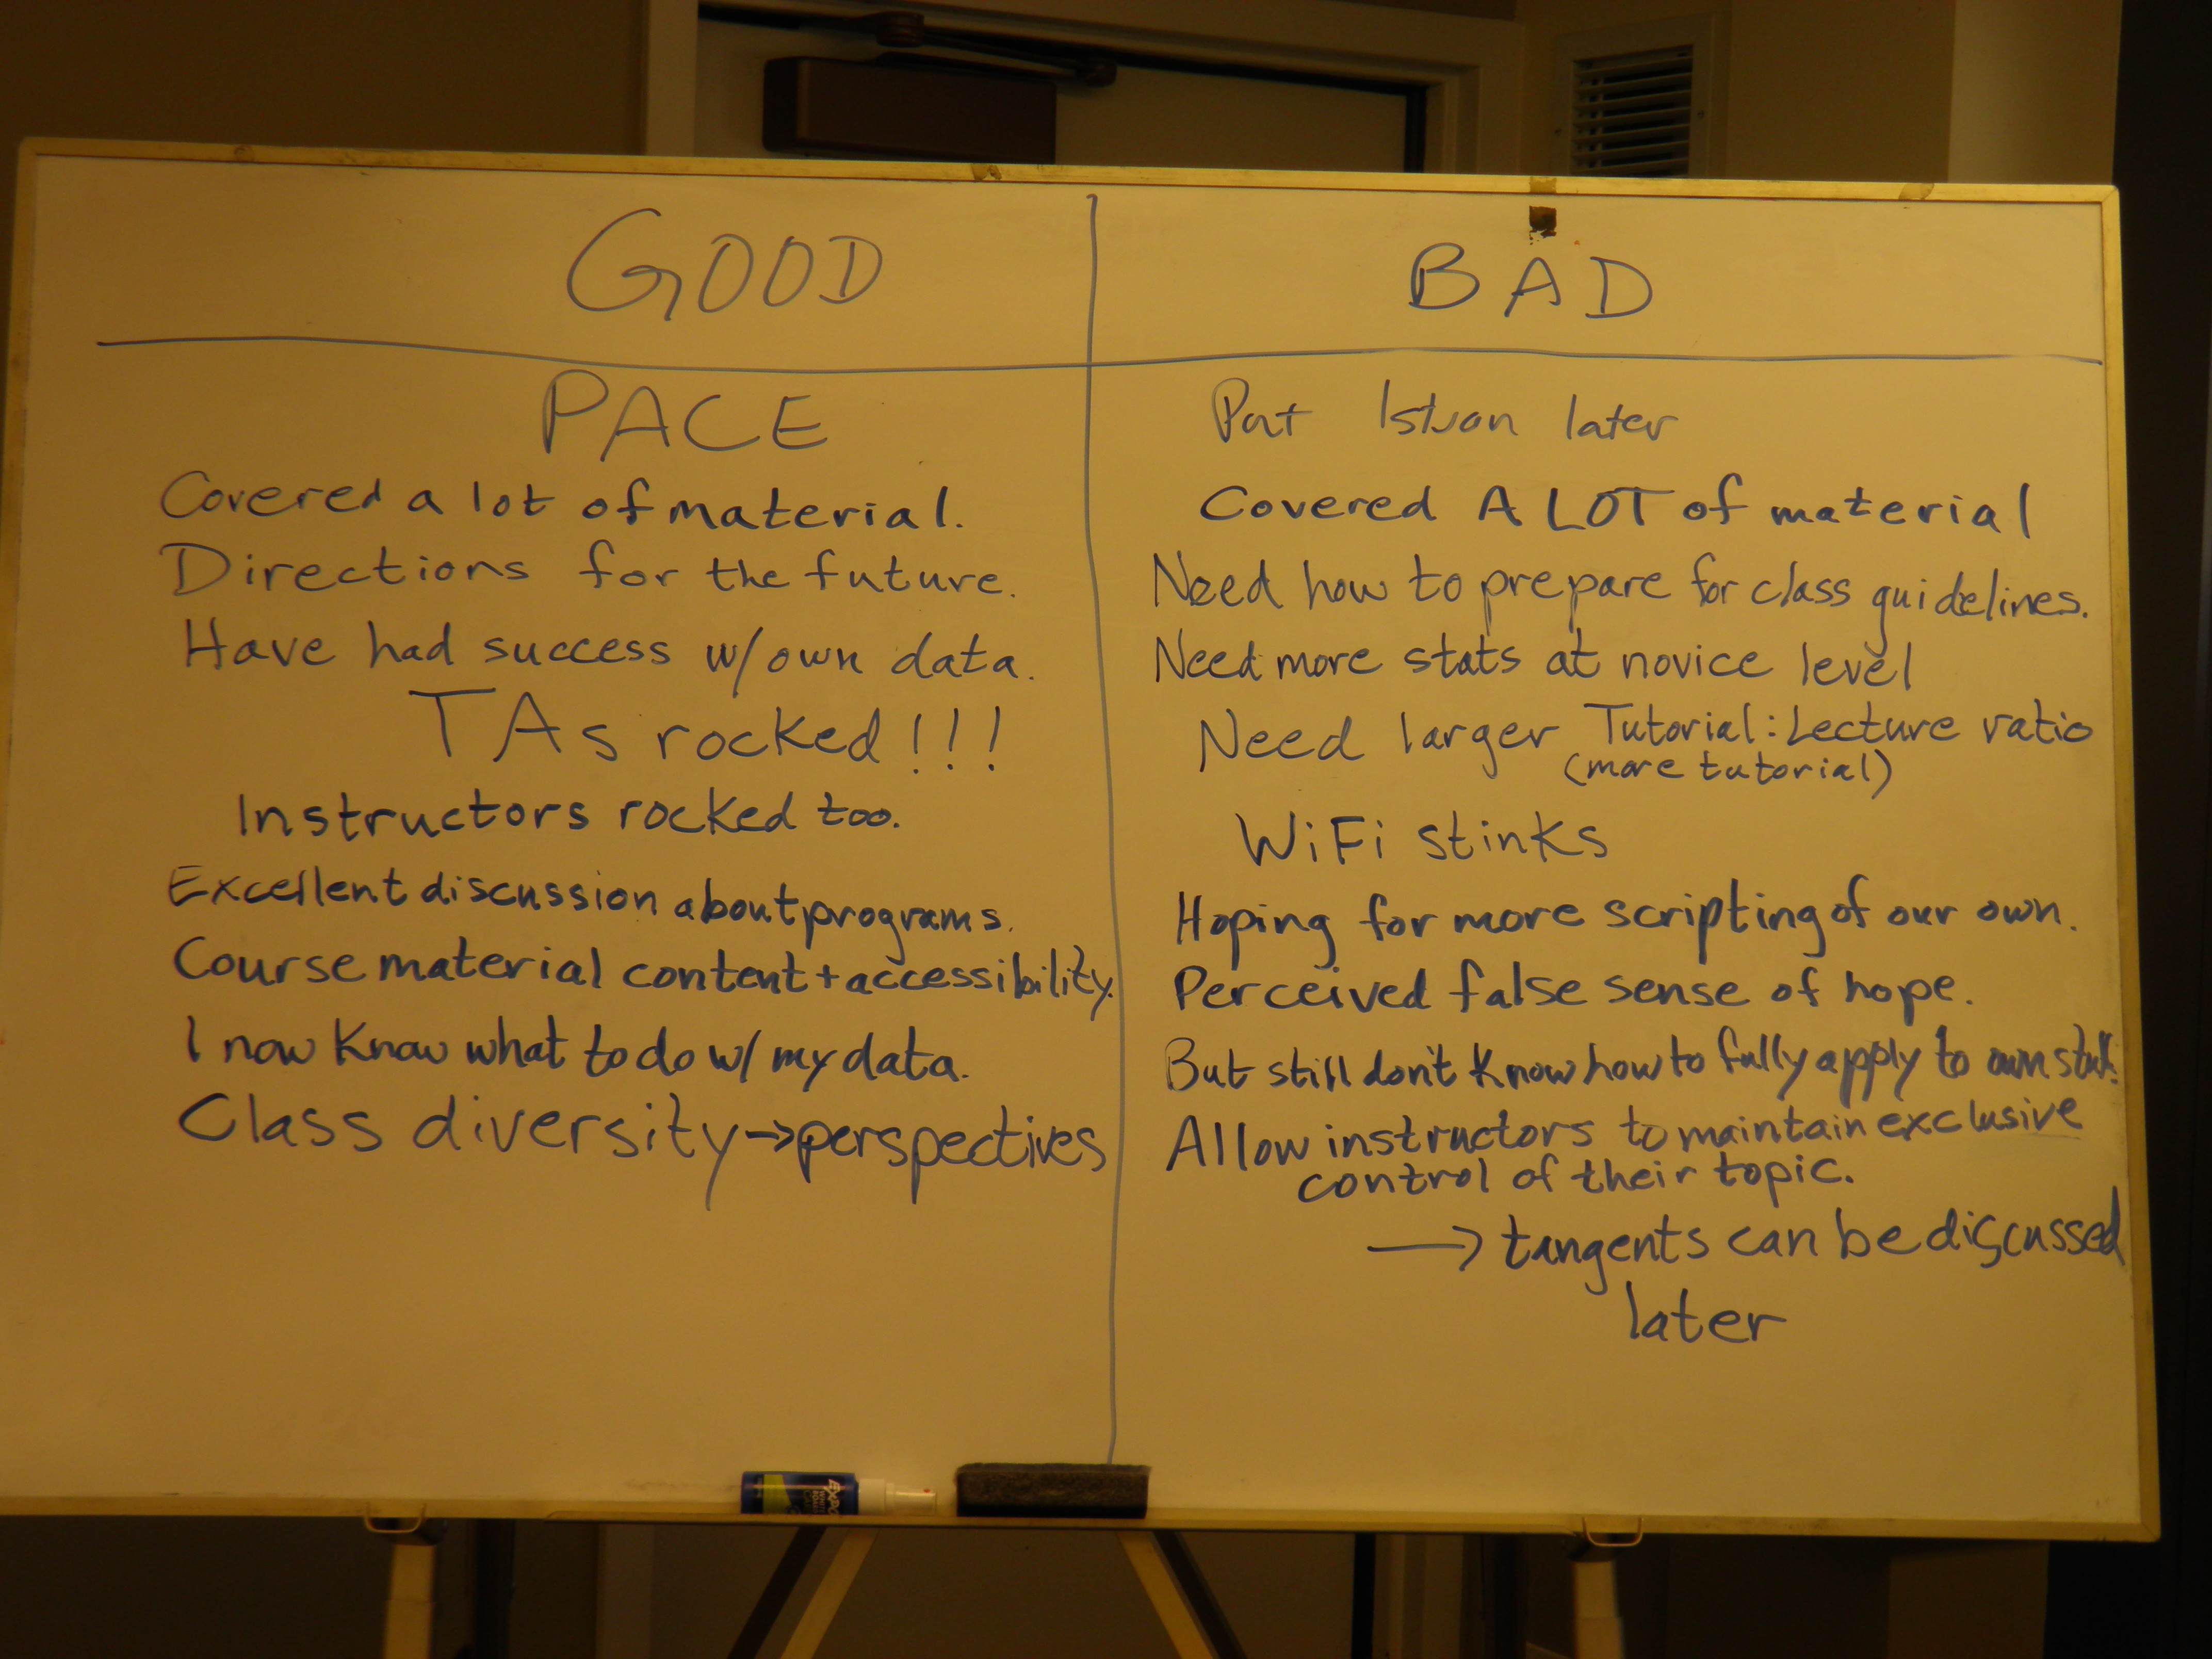 GOOD
PACE
Covered a lot of material.
Directions for the future.
Have had success w/ own data.
TAs rocked!!!
Instructors rocked too.
Excellent discussion about programs.
Course material content + accessibility.
I now know what to do w/ my data.
Class diversity → perspectives
BAD
Put Istvan later
Covered A LOT of material
Need how to prepare for class guidelines.
Need more stats at novice level
Need larger Tutorial : Lecture ratio
(more tutorial)
WiFi stinks
Hoping for more scripting of our own.
Perceived false sense of hope.
But still don't know how to fully apply to own stuff.
Allow instructors to maintain exclusive
control of their topic.
→ tangents can be discussed
later
EXPO